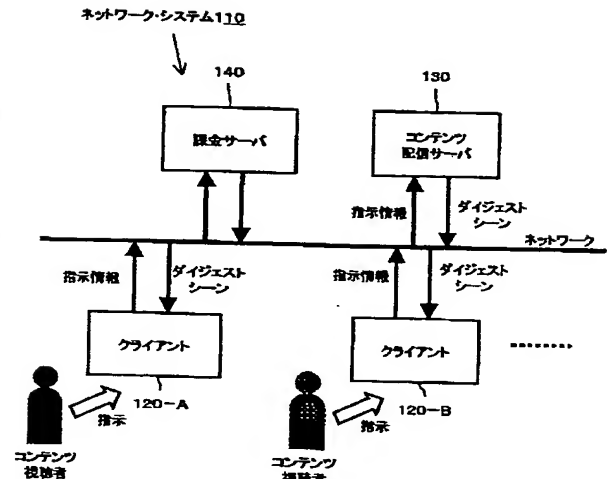 ネットワーク・システム110
140
130
課金サーバ
コンテンツ
配信サーバ
指示情報
ダイジェスト
シーン
ネットワーク
指示情報
ダイジェスト
シーン
指示情報
ダイジェスト
シーン
クライアント
クライアント
指示
120-A
指示
120-B
コンテンツ
視聴者
コンテンツ
視聴者